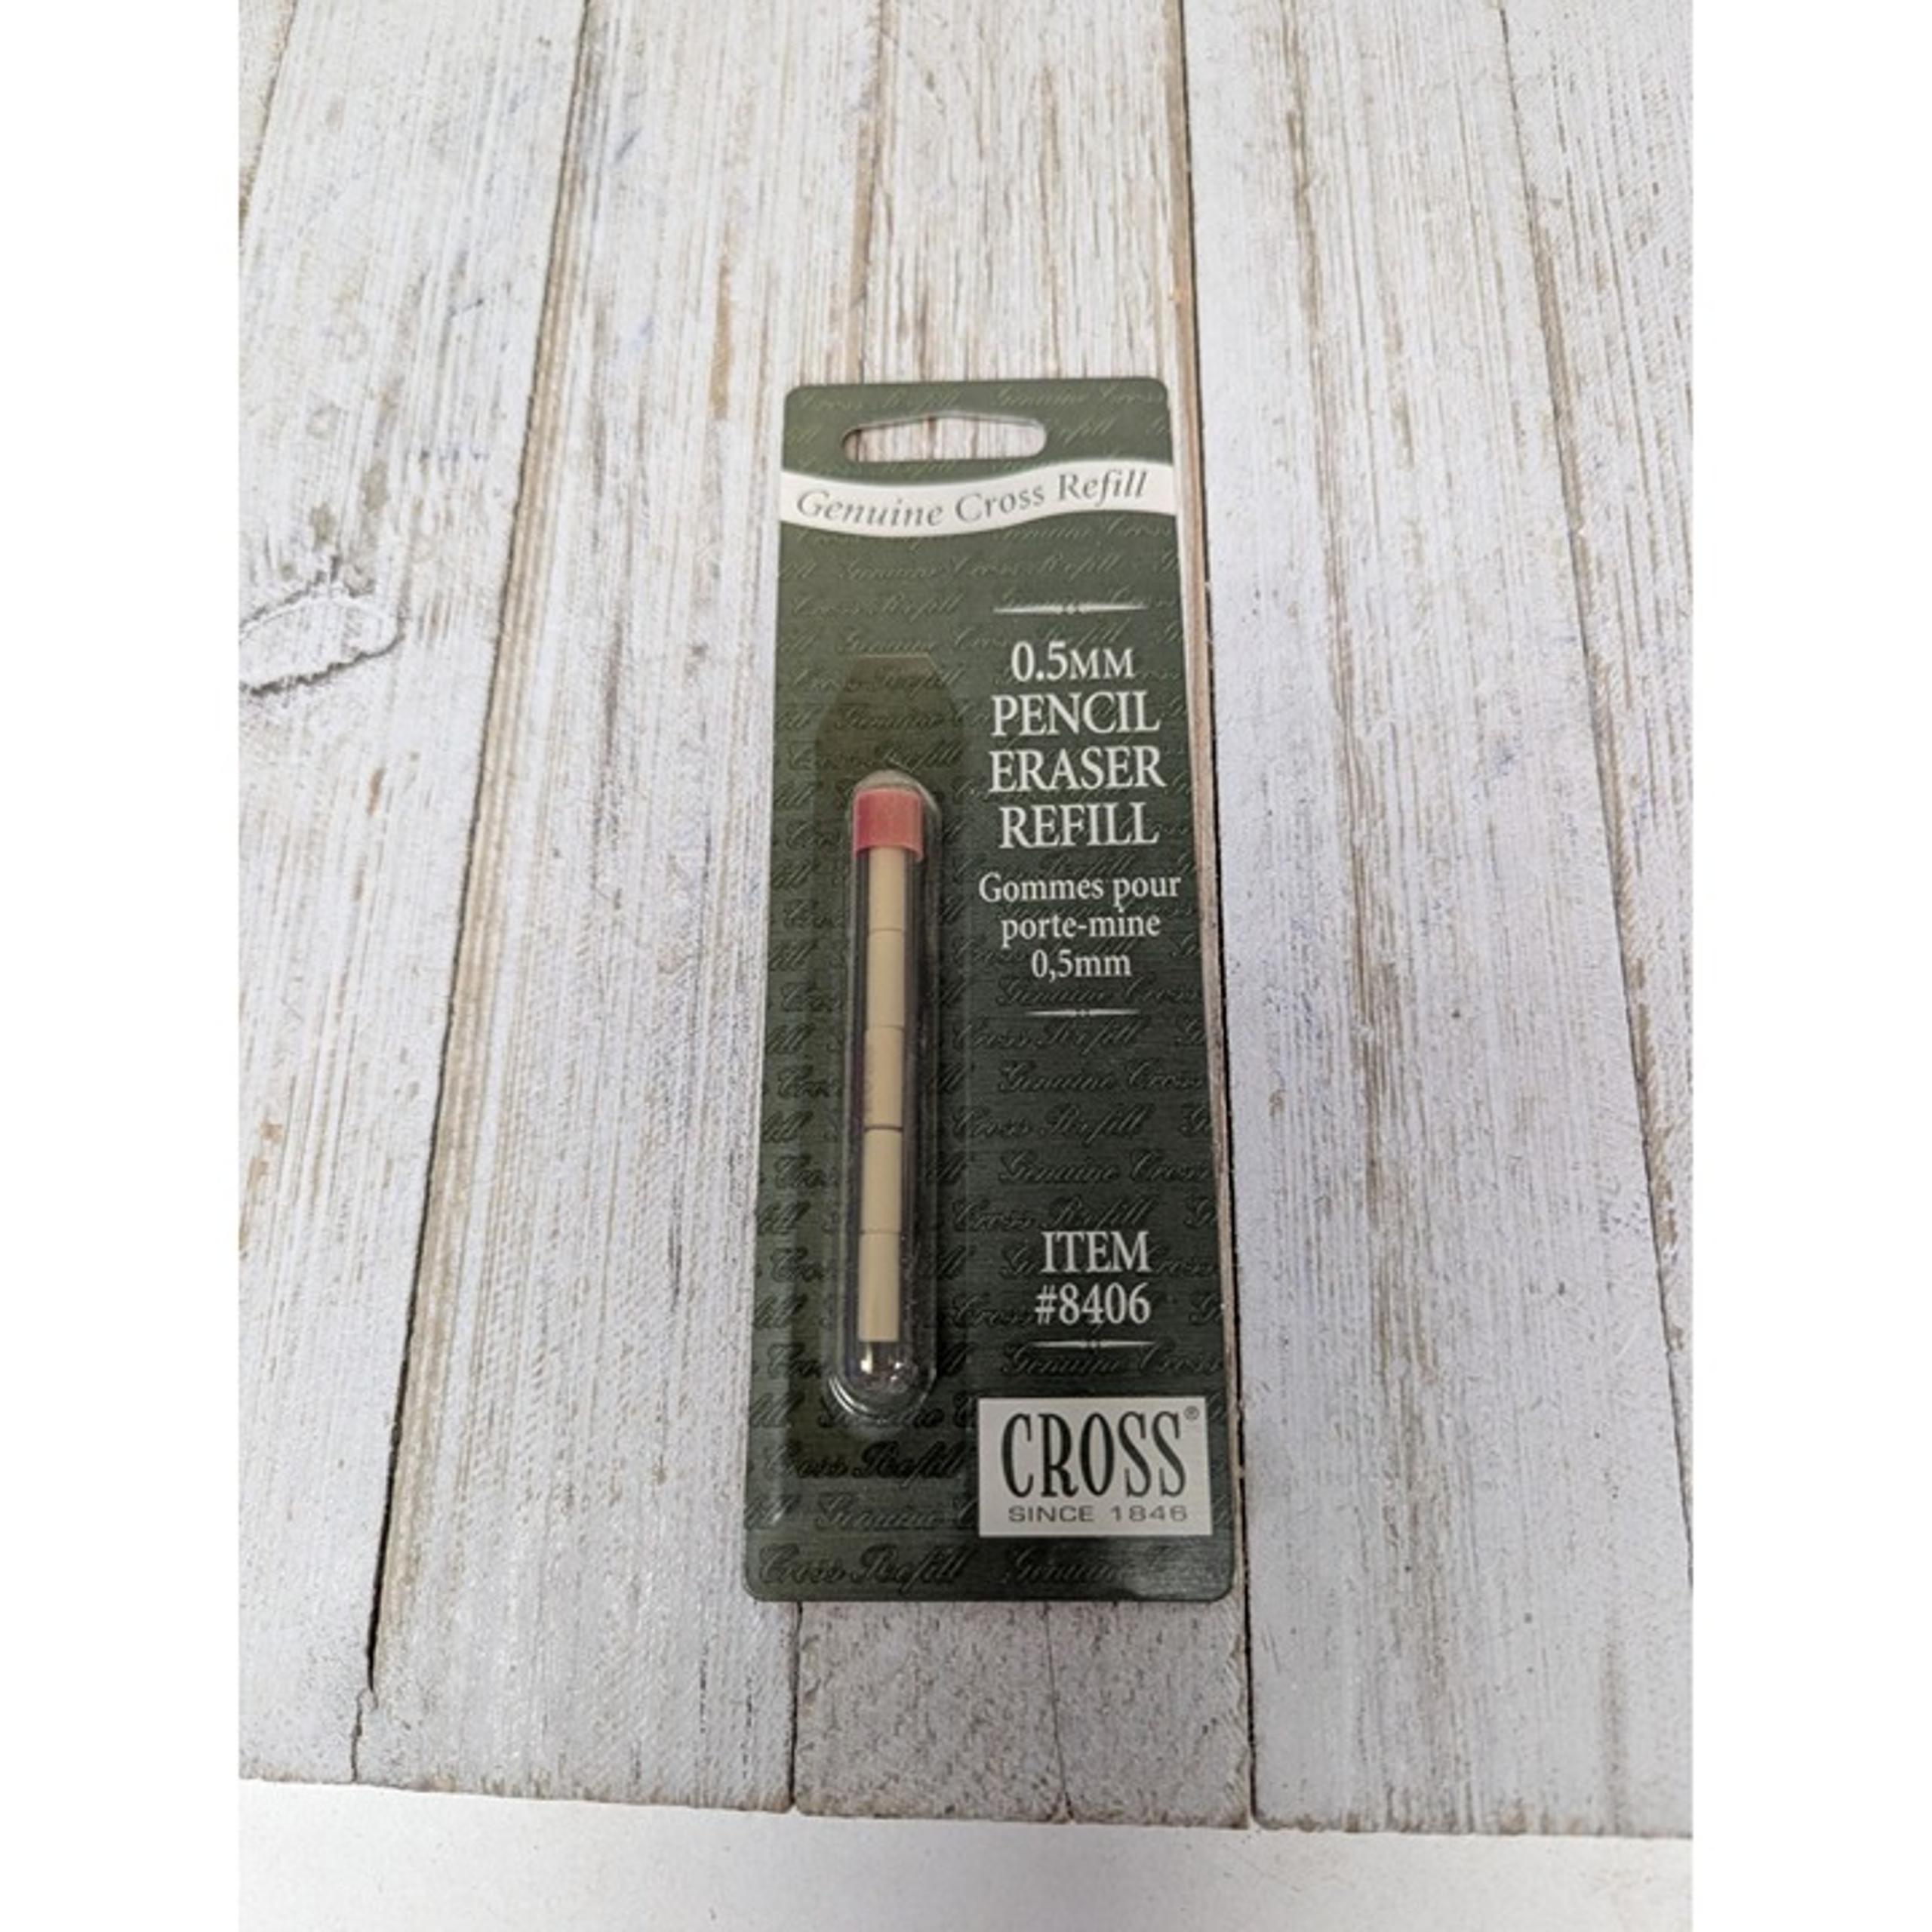 Genuine Cross Refill
0.5MM
PENCIL
ERASER
REFILL
Gommes pour
porte-mine
0,5mm
ITEM
#8406
CROSS®
SINCE 1846